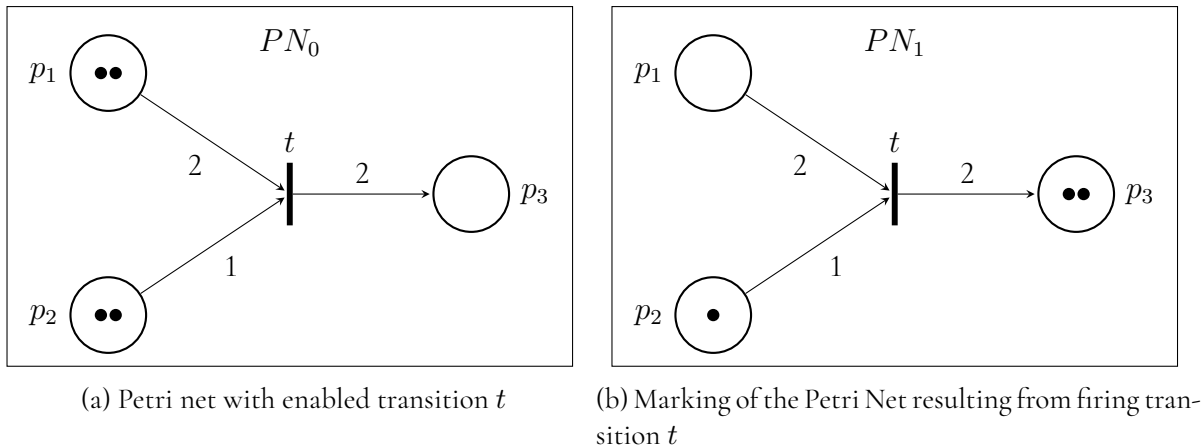 PN₀
p₁
t
2
2
p₃
1
p₂
(a) Petri net with enabled transition t
PN₁
p₁
t
2
2
p₃
1
p₂
(b) Marking of the Petri Net resulting from firing tran-
sition t